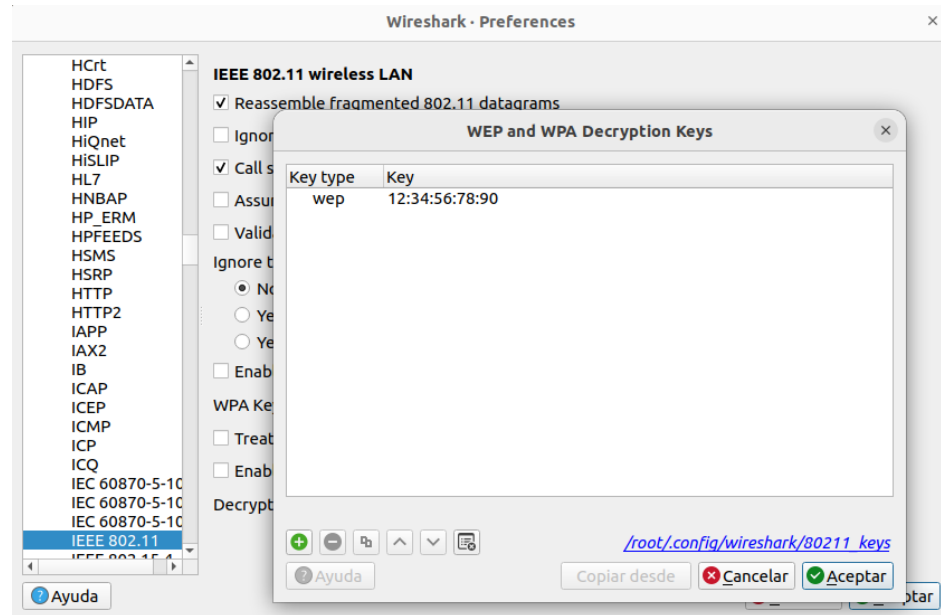 Wireshark · Preferences
HCrt
HDFS
HDFSDATA
HIP
HiQnet
HiSLIP
HL7
HNBAP
HP_ERM
HPFEEDS
HSMS
HSRP
HTTP
HTTP2
IAPP
IAX2
IB
ICAP
ICEP
ICMP
ICP
ICQ
IEC 60870-5-10
IEC 60870-5-10
IEC 60870-5-10
IEEE 802.11
IEEE 802.15.4
IEEE 802.11 wireless LAN
Reassemble fragmented 802.11 datagrams
Ignor
Call s
Assu
Valid
Ignore t
No
Ye
Ye
Enab
WPA Ke
Treat
Enab
Decrypt
WEP and WPA Decryption Keys
Key type Key
wep 12:34:56:78:90
/root/.config/wireshark/80211_keys
Ayuda Copiar desde Cancelar Aceptar
Ayuda ptar